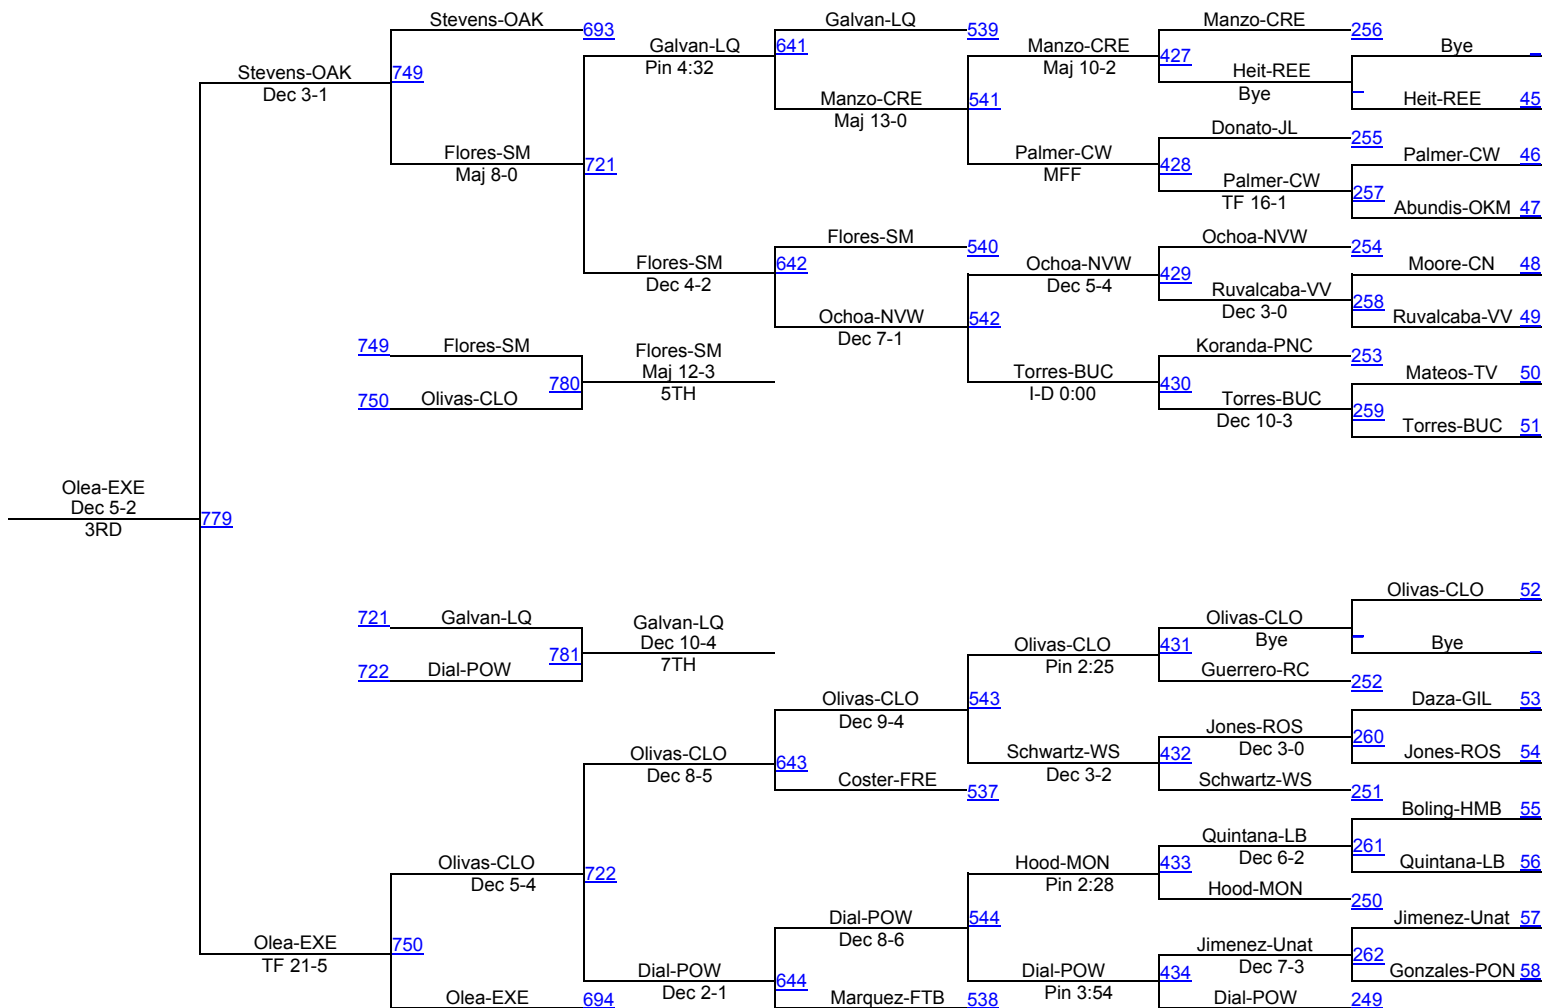 Stevens-OAK 693 Galvan-LQ 539 Manzo-CRE 256
Galvan-LQ 641 Manzo-CRE Bye _
Pin 4:32 Maj 10-2 427
Stevens-OAK 749 Heit-REE
Dec 3-1 Bye _
Manzo-CRE 541 Heit-REE 45
Maj 13-0
Donato-JL 255
Flores-SM 721 Palmer-CW 428 Palmer-CW 46
Maj 8-0 MFF
Palmer-CW 257
TF 16-1
Abundis-OKM 47
Flores-SM 540 Ochoa-NVW 254
Flores-SM 642 Ochoa-NVW 429 Moore-CN 48
Dec 4-2 Dec 5-4
Ruvalcaba-VV 258
Dec 3-0
Ochoa-NVW 542 Ruvalcaba-VV 49
Dec 7-1
749 Flores-SM Flores-SM Koranda-PNC 253
Maj 12-3 Torres-BUC 430 Mateos-TV 50
780 5TH I-D 0:00
750 Olivas-CLO Torres-BUC 259
Dec 10-3
Torres-BUC 51
Olea-EXE
Dec 5-2 779
3RD
Olivas-CLO 52
721 Galvan-LQ Galvan-LQ Olivas-CLO
Dec 10-4 Olivas-CLO 431 Bye _ Bye _
781 7TH Pin 2:25
722 Dial-POW Guerrero-RC 252
Olivas-CLO 543 Daza-GIL 53
Dec 9-4
Jones-ROS 260
Dec 3-0
Olivas-CLO 643 Schwartz-WS 432 Jones-ROS 54
Dec 8-5 Dec 3-2
Coster-FRE 537 Schwartz-WS 251
Boling-HMB 55
Quintana-LB 261
Dec 6-2
Olivas-CLO 722 Hood-MON 433 Quintana-LB 56
Dec 5-4 Pin 2:28
Hood-MON 250
Dial-POW 544 Jimenez-Unat 57
Dec 8-6
Olea-EXE 750 Jimenez-Unat 262
TF 21-5 Dec 7-3
Dial-POW 644 Dial-POW 434 Gonzales-PON 58
Dec 2-1 Pin 3:54
Olea-EXE 694 Marquez-FTB 538 Dial-POW 249